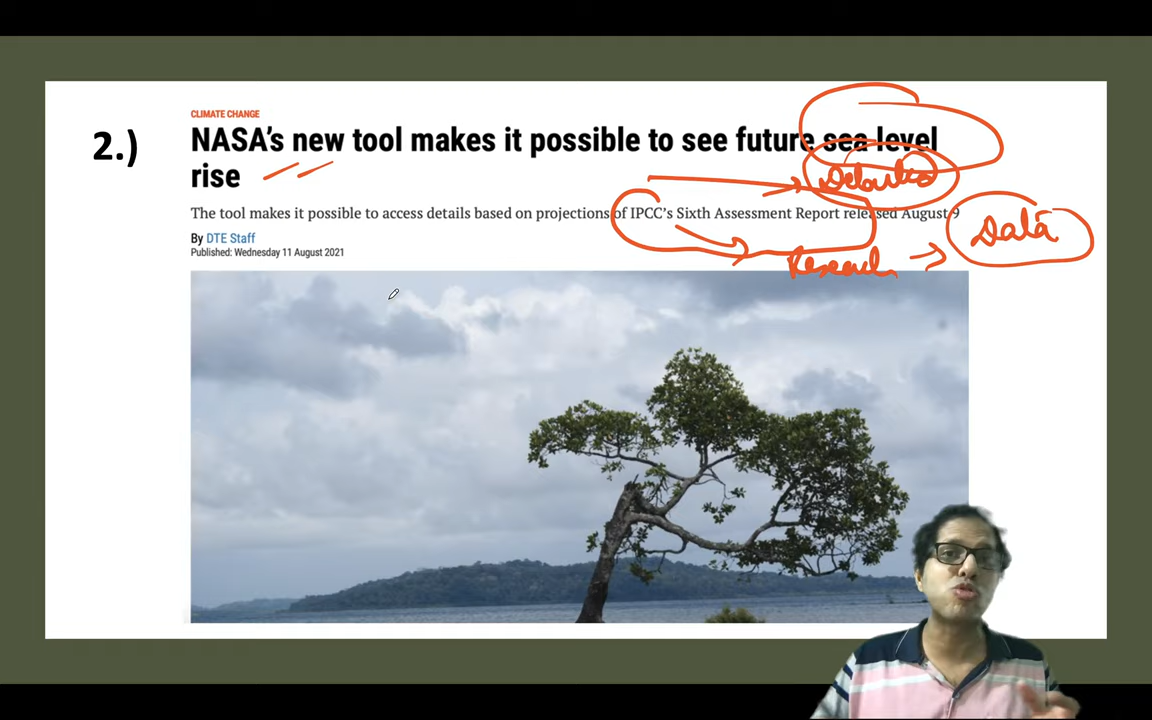 CLIMATE CHANGE
2.) NASA's new tool makes it possible to see future sea level
rise
The tool makes it possible to access details based on projections of IPCC's Sixth Assessment Report released August 9
By DTE Staff
Published: Wednesday 11 August 2021
Data
Research